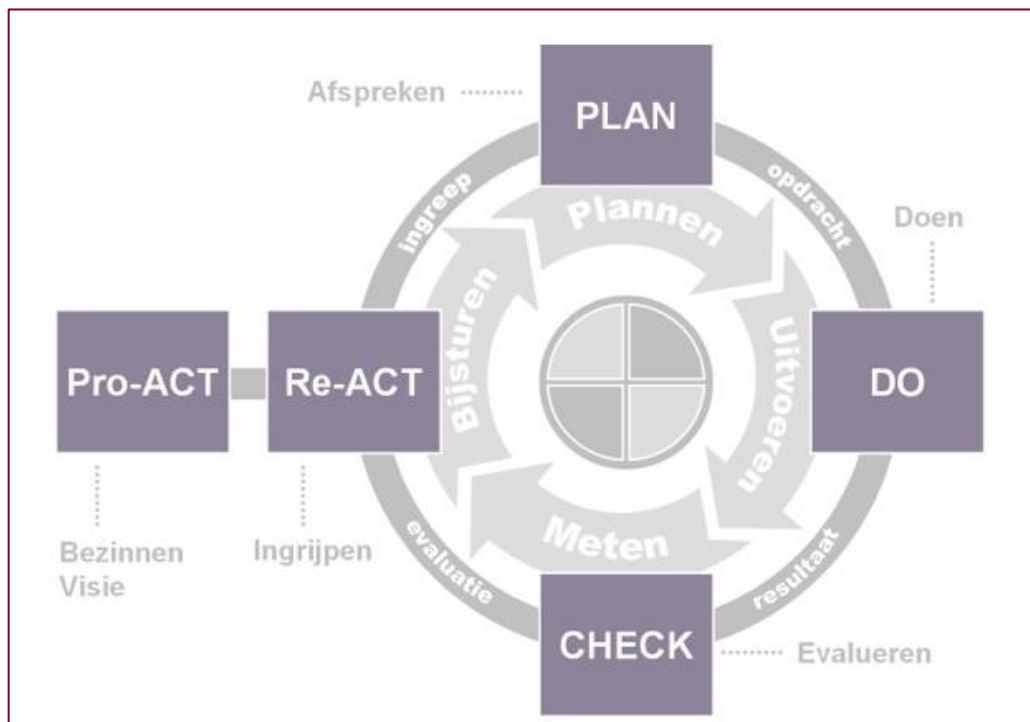 Afspreken
PLAN
ingreep
opdracht
Plannen
Doen
Bijsturen
Uitvoeren
Pro-ACT
Re-ACT
DO
Bezinnen
Visie
Ingrijpen
evaluatie
Meten
resultaat
CHECK
Evalueren